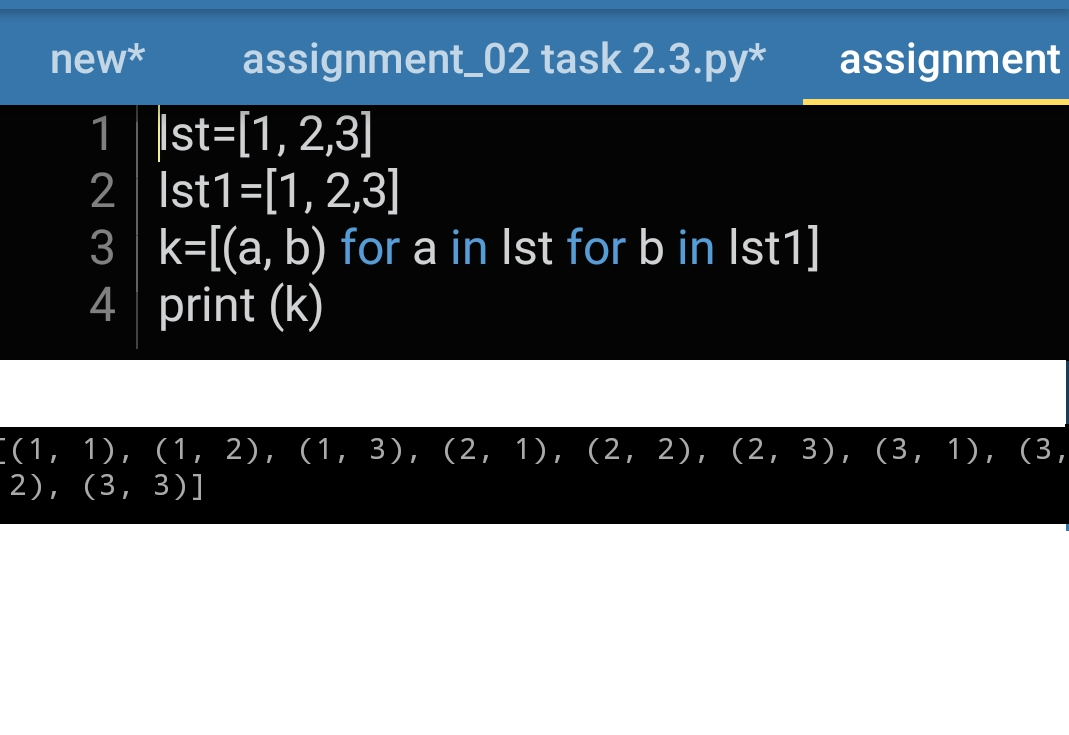 new* assignment_02 task 2.3.py* assignment
1 lst=[1, 2,3]
2 lst1=[1, 2,3]
3 k=[(a, b) for a in lst for b in lst1]
4 print (k)
[(1, 1), (1, 2), (1, 3), (2, 1), (2, 2), (2, 3), (3, 1), (3,
2), (3, 3)]